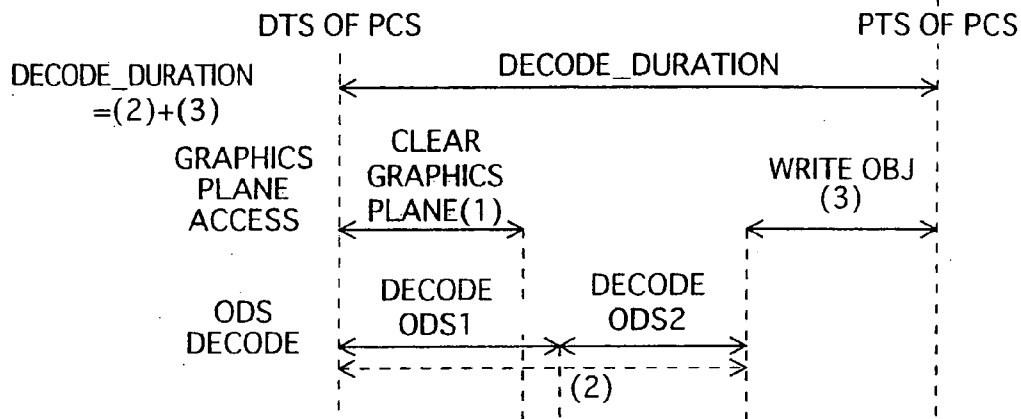 DTS OF PCS
PTS OF PCS
DECODE_DURATION
=(2)+(3)
DECODE_DURATION
GRAPHICS
PLANE
ACCESS
CLEAR
GRAPHICS
PLANE(1)
WRITE OBJ
(3)
ODS
DECODE
DECODE
ODS1
DECODE
ODS2
(2)